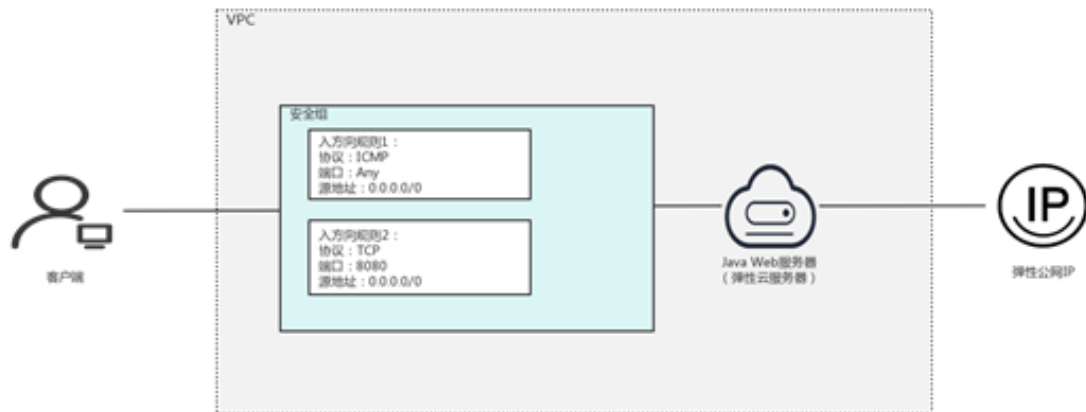 VPC
安全组
入方向规则1：
协议：ICMP
端口：Any
源地址：0.0.0.0/0
入方向规则2：
协议：TCP
端口：8080
源地址：0.0.0.0/0
客户端
Java Web服务器
（弹性云服务器）
IP
弹性公网IP